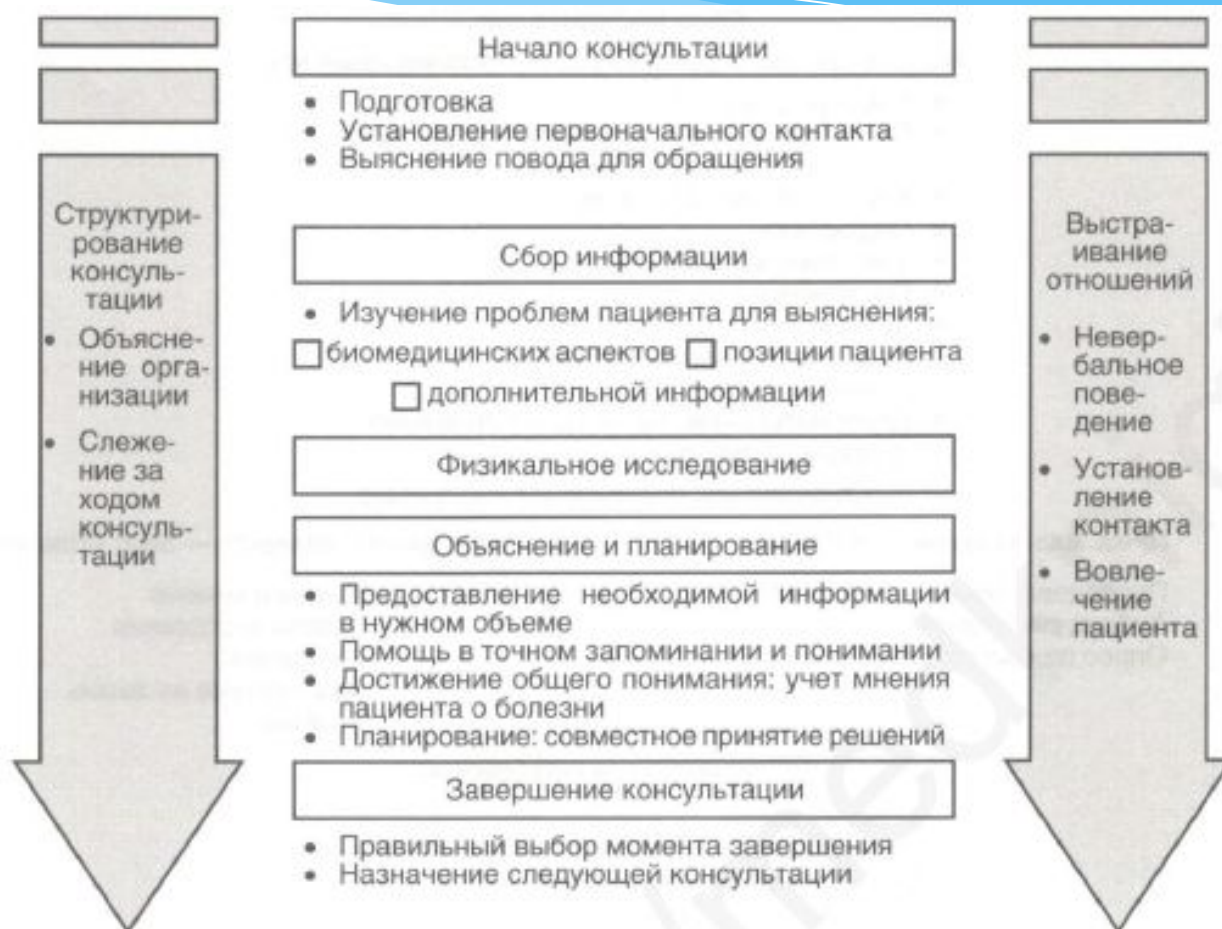 Начало консультации
• Подготовка
• Установление первоначального контакта
• Выяснение повода для обращения
Структури-
рование
консуль-
тации
• Объясне-
ние орга-
низации
• Слеже-
ние за
ходом
консуль-
тации
Сбор информации
• Изучение проблем пациента для выяснения:
биомедицинских аспектов позиции пациента
дополнительной информации
Физикальное исследование
Объяснение и планирование
• Предоставление необходимой информации
в нужном объеме
• Помощь в точном запоминании и понимании
• Достижение общего понимания: учет мнения
пациента о болезни
• Планирование: совместное принятие решений
Завершение консультации
• Правильный выбор момента завершения
• Назначение следующей консультации
Выстра-
ивание
отношений
• Невер-
бальное
пове-
дение
• Установ-
ление
контакта
• Вовле-
чение
пациента